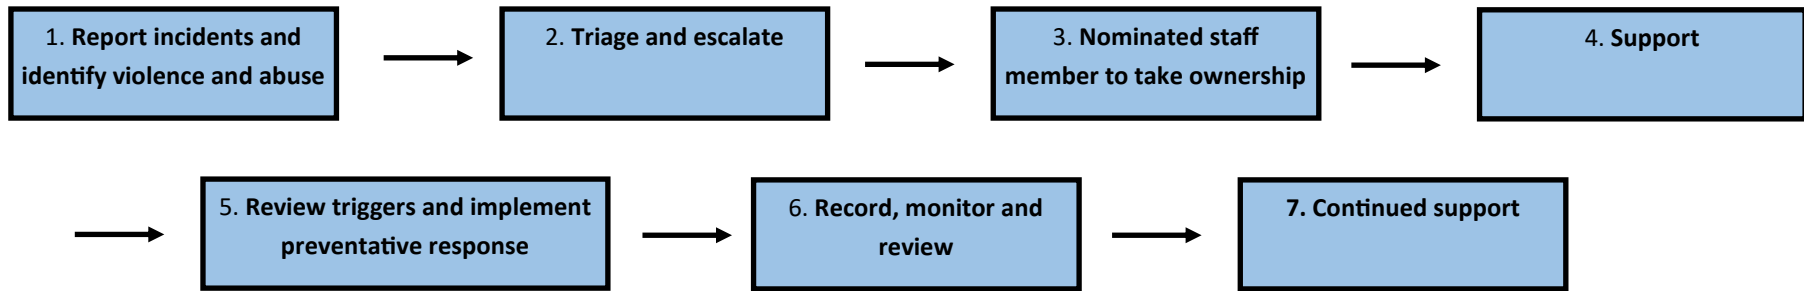 1. Report incidents and
identify violence and abuse
2. Triage and escalate
3. Nominated staff
member to take ownership
4. Support
5. Review triggers and implement
preventative response
6. Record, monitor and
review
7. Continued support